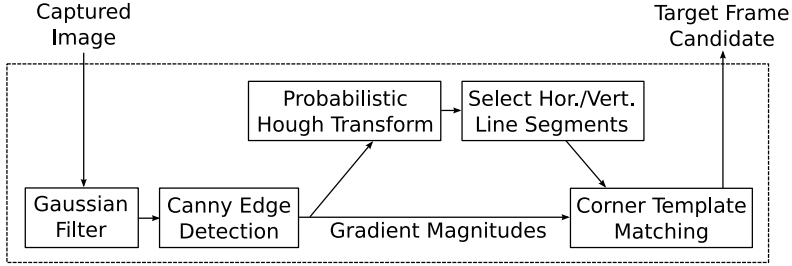 Captured
Image
Target Frame
Candidate
Probabilistic
Hough Transform
Select Hor./Vert.
Line Segments
Gaussian
Filter
Canny Edge
Detection
Gradient Magnitudes
Corner Template
Matching